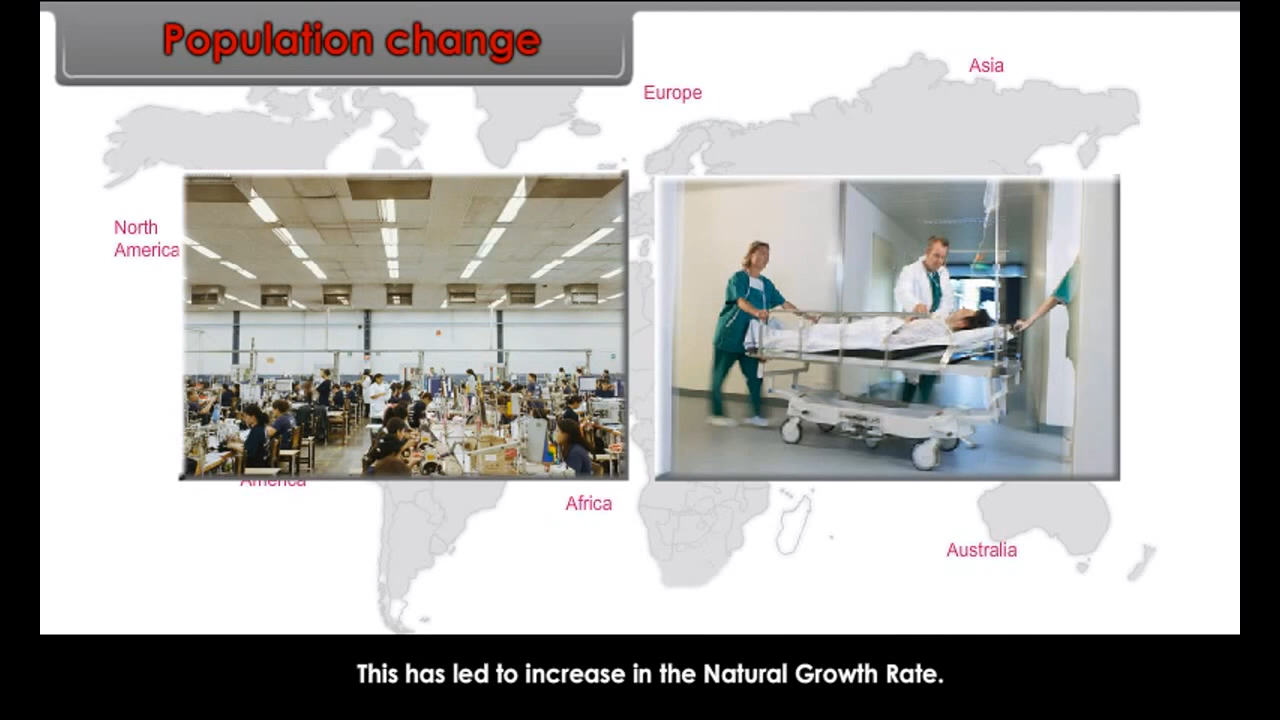 Population change
Asia
Europe
North
America
America
Africa
Australia
This has led to increase in the Natural Growth Rate.